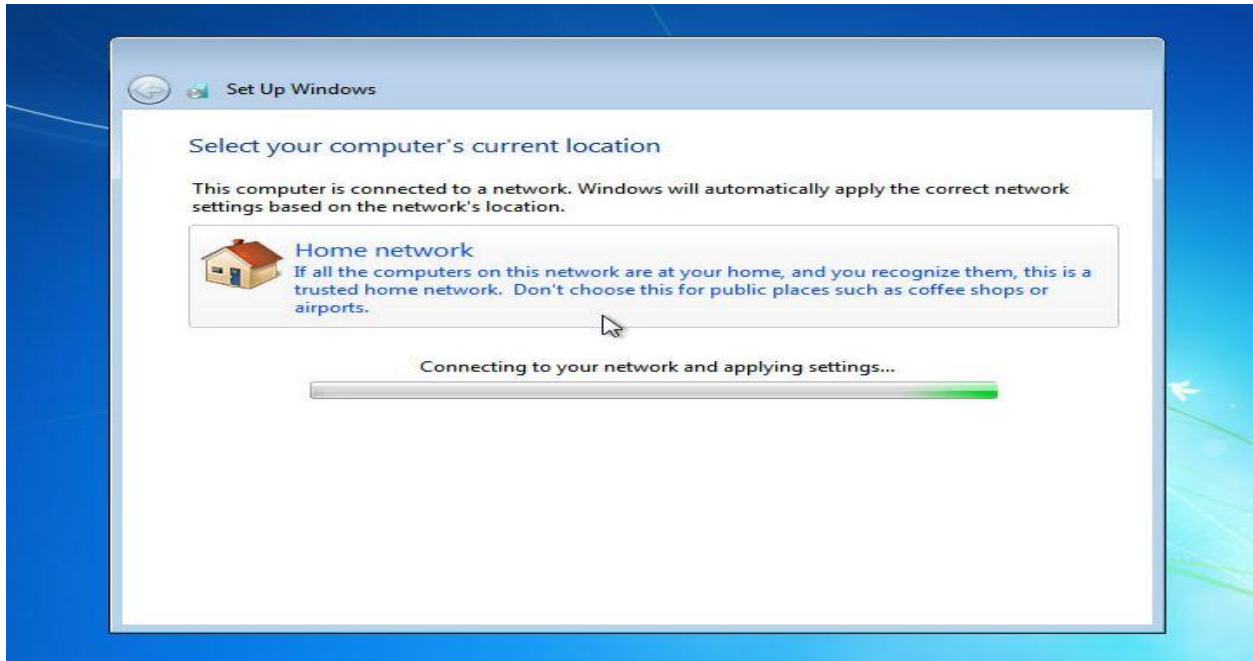 Set Up Windows
Select your computer's current location
This computer is connected to a network. Windows will automatically apply the correct network
settings based on the network's location.
Home network
If all the computers on this network are at your home, and you recognize them, this is a
trusted home network.  Don't choose this for public places such as coffee shops or
airports.
Connecting to your network and applying settings...